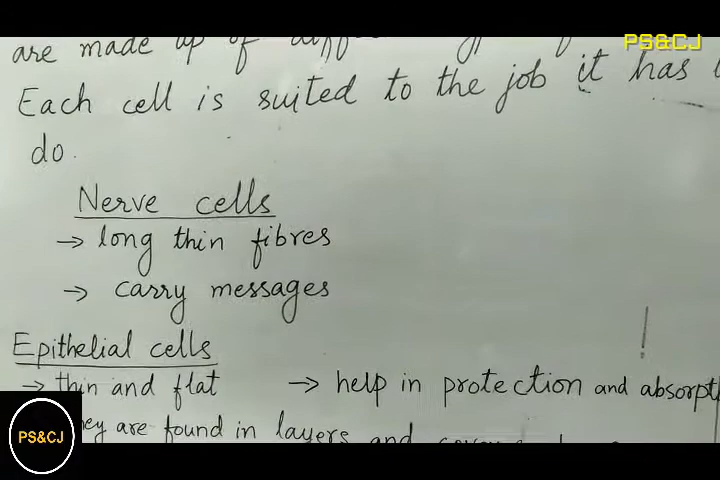 PS&CJ
are made up of
Each cell is suited to the job it has
do.
Nerve cells
→ long thin fibres
→ carry messages
Epithelial cells
→ thin and flat → help in protection and absorpt
PS&CJ
hey are found in layers and